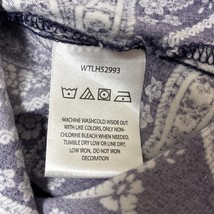 WTLH52993
MACHINE WASHCOLD INSIDE OUT
WITH LIKE COLORS, ONLY NON-
CHLORINE BLEACH WHEN NEEDED,
TUMBLE DRY LOW OR LINE DRY,
LOW IRON, DO NOT IRON
DECORATION